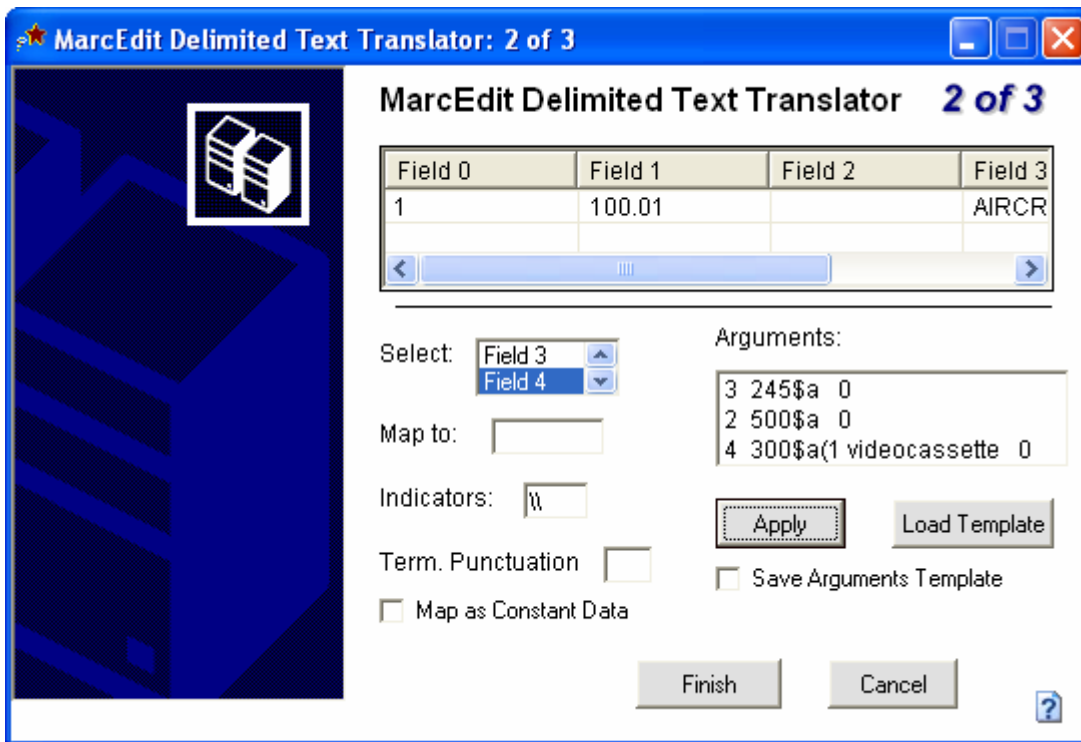 MarcEdit Delimited Text Translator: 2 of 3
MarcEdit Delimited Text Translator 2 of 3
Field 0 Field 1 Field 2 Field 3
1 100.01 AIRCR
Select:
Field 3
Field 4
Map to:
Indicators: \\
Term. Punctuation
Map as Constant Data
Arguments:
3 245$a 0
2 500$a 0
4 300$a(1 videocassette 0
Apply Load Template
Save Arguments Template
Finish Cancel
?